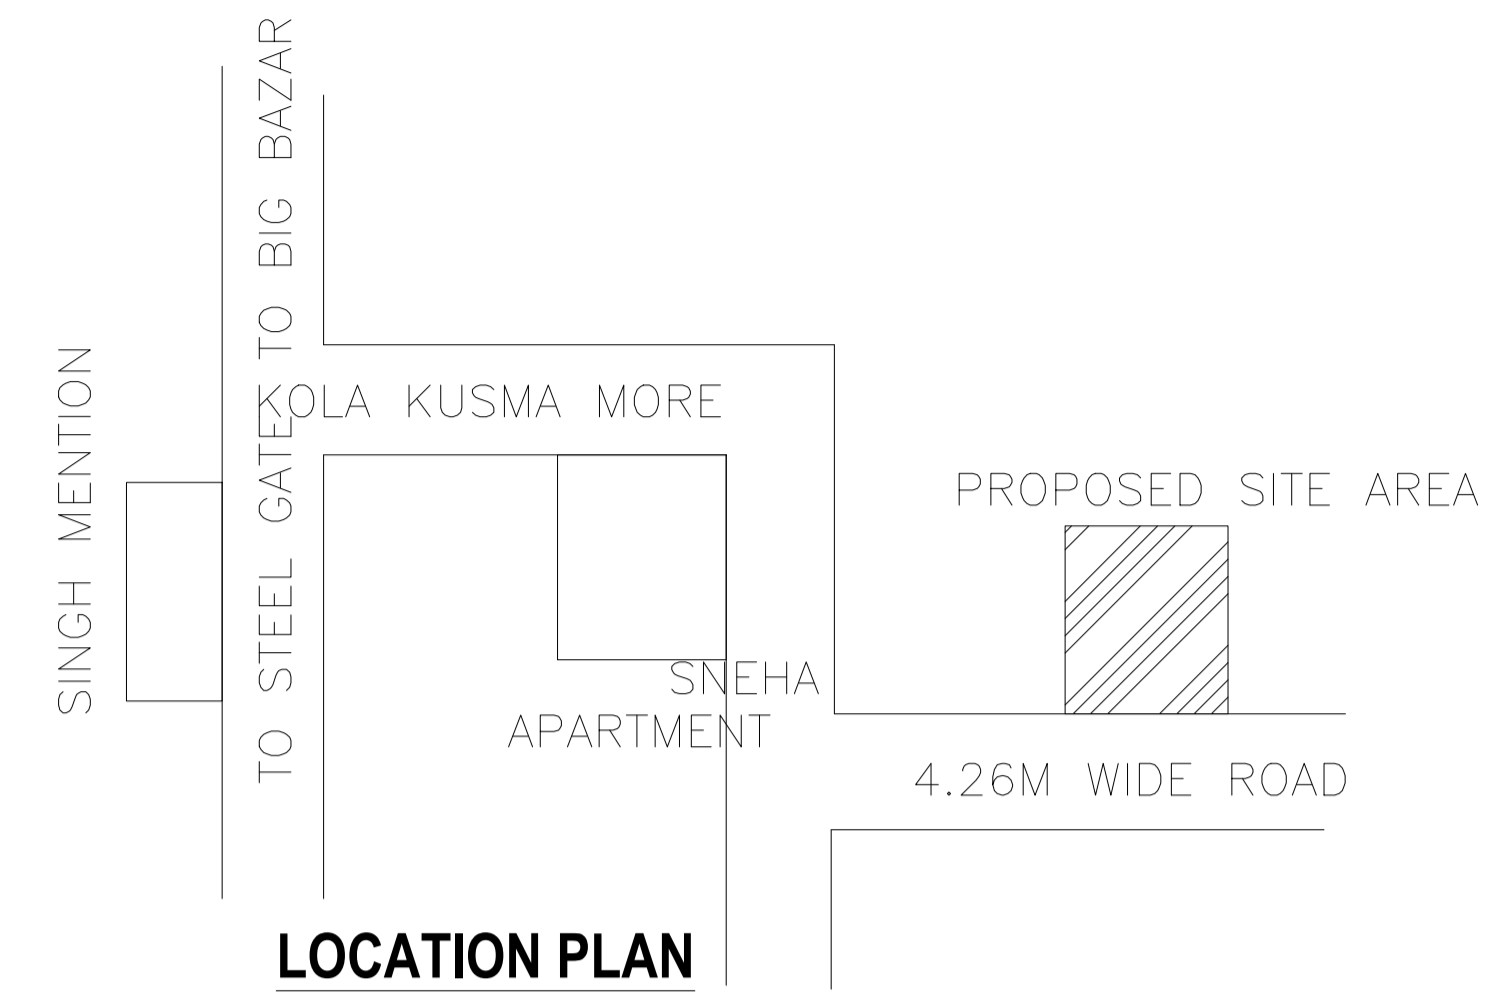 SINGH MENTION
TO STEEL GATE TO BIG BAZAR
KOLA KUSMA MORE
PROPOSED SITE AREA
SNEHA
APARTMENT
4.26M WIDE ROAD
LOCATION PLAN